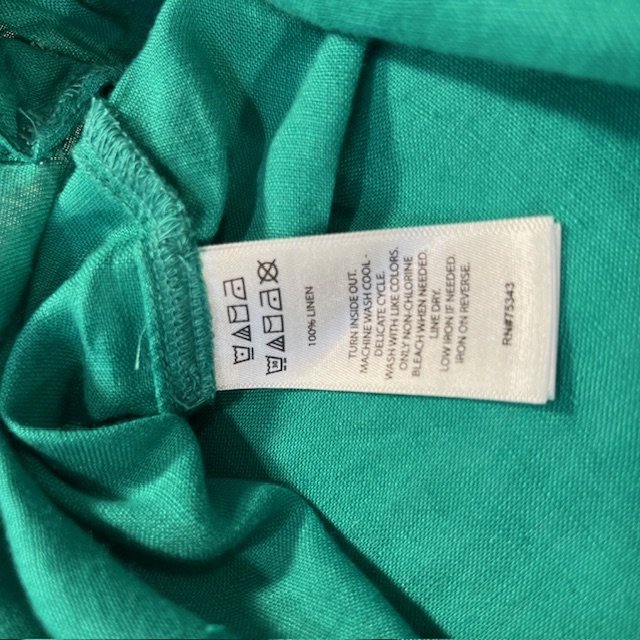 100% LINEN
TURN INSIDE OUT.
MACHINE WASH COOL-
DELICATE CYCLE.
WASH WITH LIKE COLORS.
ONLY NON-CHLORINE
BLEACH WHEN NEEDED.
LINE DRY.
LOW IRON IF NEEDED.
IRON ON REVERSE.
RN#75343